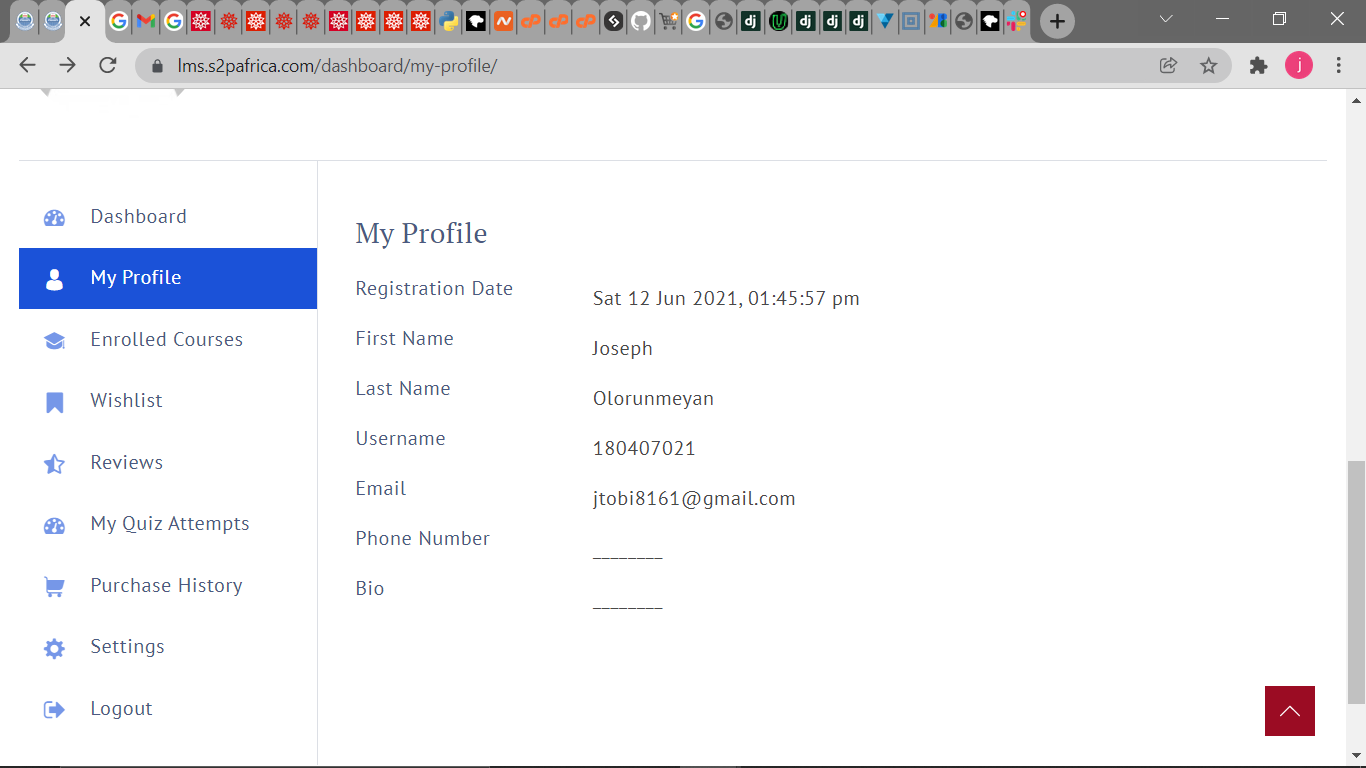 lms.s2pafrica.com/dashboard/my-profile/
j
Dashboard
My Profile
Enrolled Courses
Wishlist
Reviews
My Quiz Attempts
Purchase History
Settings
Logout
My Profile
Registration Date
Sat 12 Jun 2021, 01:45:57 pm
First Name
Joseph
Last Name
Olorunmeyan
Username
180407021
Email
jtobi8161@gmail.com
Phone Number
________
Bio
________